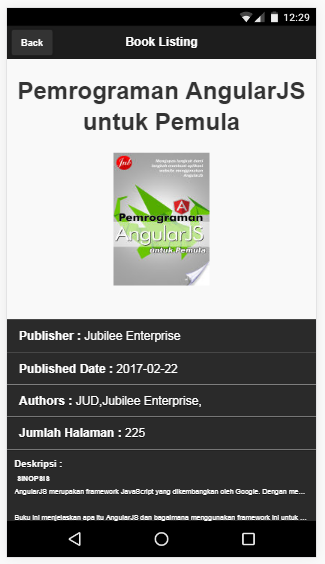 12:29
Back
Book Listing
Pemrograman AngularJS
untuk Pemula
Jub
Mengupas langkah demi
langkah membuat aplikasi
website menggunakan
AngularJS
A
Pemrograman
AngularJS
untuk Pemula
Publisher : Jubilee Enterprise
Published Date : 2017-02-22
Authors : JUD,Jubilee Enterprise,
Jumlah Halaman : 225
Deskripsi :
SINOPSIS
AngularJS merupakan framework JavaScript yang dikembangkan oleh Google. Dengan me...
Buku ini menjelaskan apa itu AngularJS dan bagaimana menggunakan framework ini untuk ...